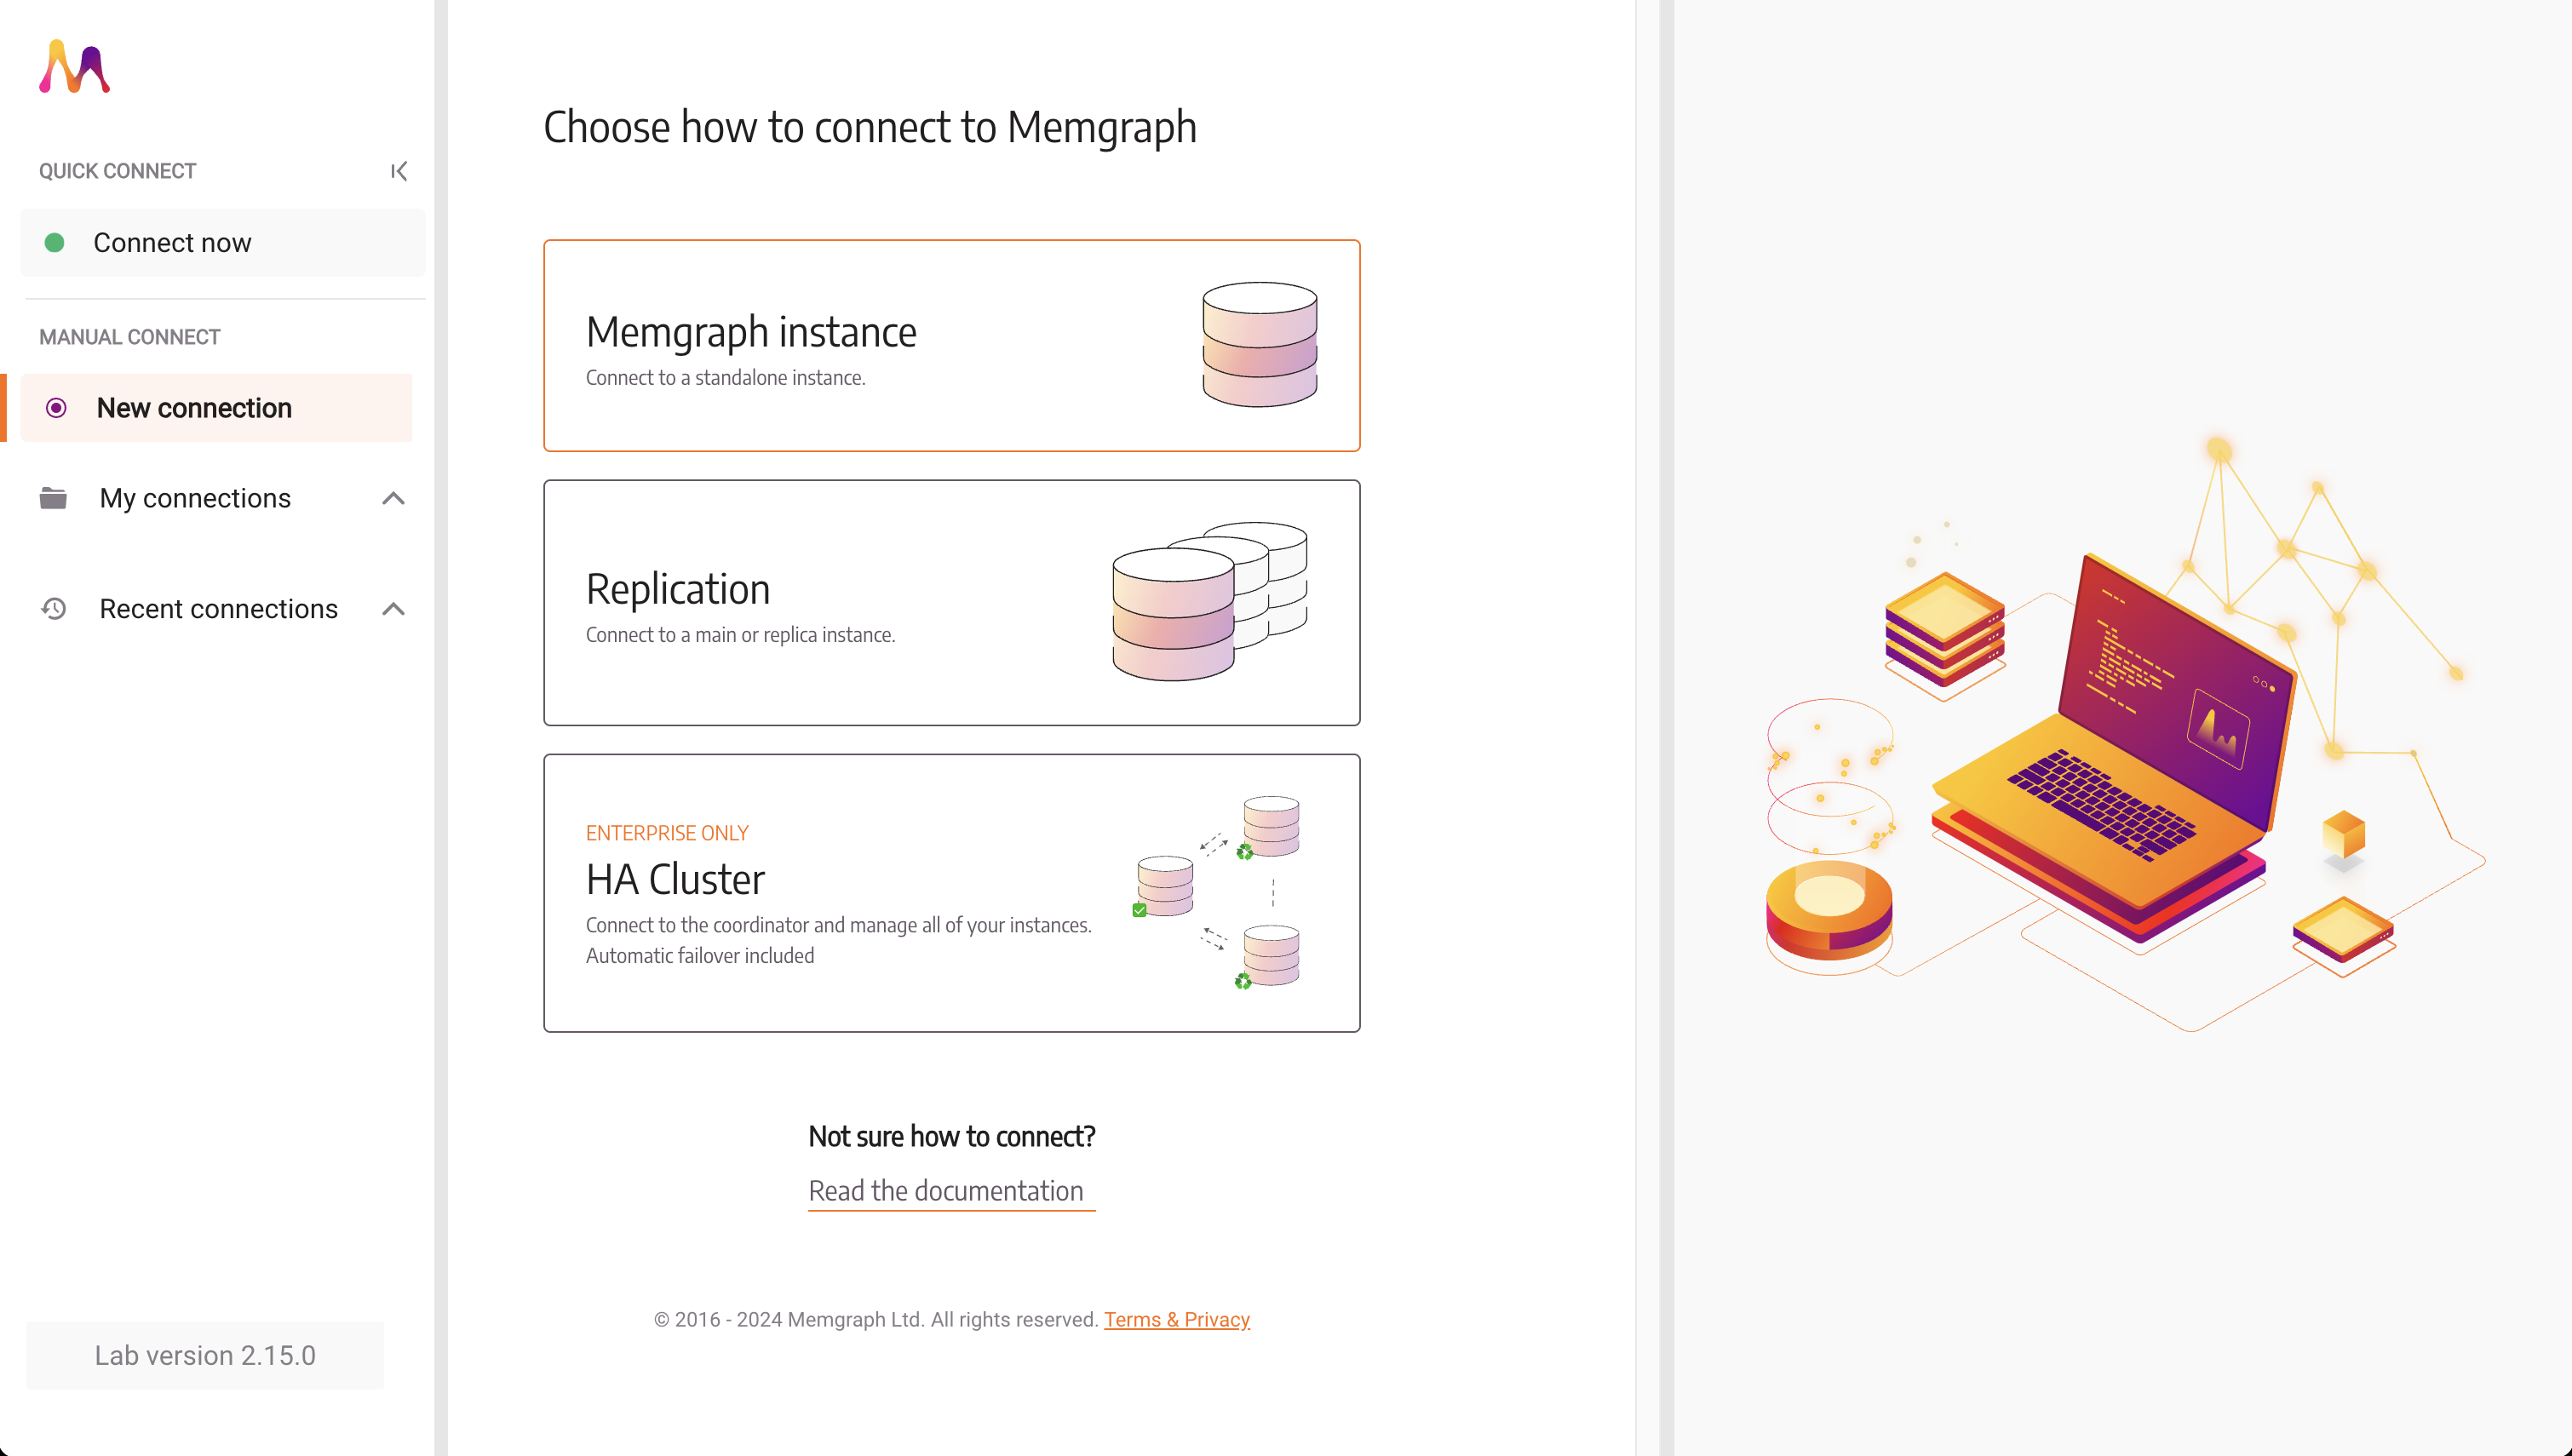 QUICK CONNECT
Connect now
MANUAL CONNECT
New connection
My connections
Recent connections
Lab version 2.15.0
Choose how to connect to Memgraph
Memgraph instance
Connect to a standalone instance.
Replication
Connect to a main or replica instance.
ENTERPRISE ONLY
HA Cluster
Connect to the coordinator and manage all of your instances.
Automatic failover included
Not sure how to connect?
Read the documentation
© 2016 - 2024 Memgraph Ltd. All rights reserved. Terms & Privacy